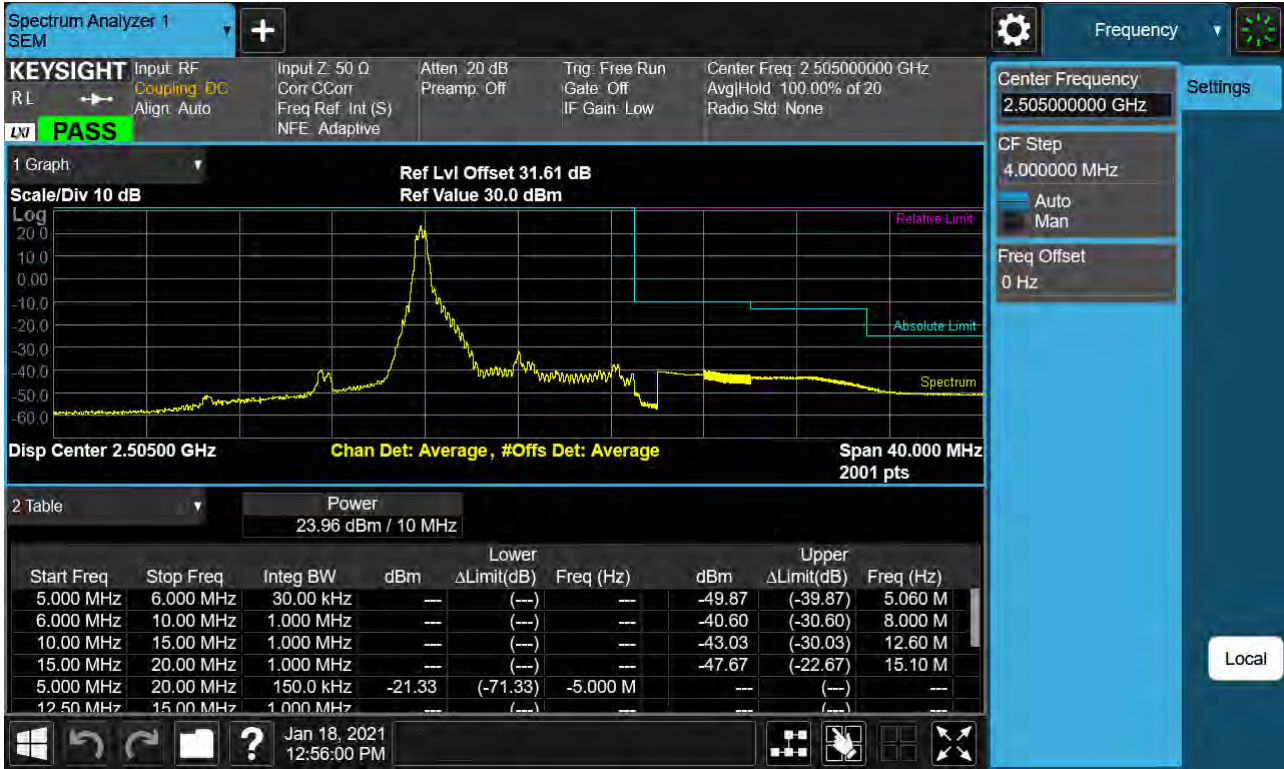 Spectrum Analyzer 1
SEM
+
Frequency
KEYSIGHT
RL
LXI
PASS
Input: RF
Coupling: DC
Align: Auto
Input Z: 50 Ω
Corr CCorr
Freq Ref: Int (S)
NFE: Adaptive
Atten: 20 dB
Preamp: Off
Trig: Free Run
Gate: Off
IF Gain: Low
Center Freq: 2.505000000 GHz
Avg|Hold: 100.00% of 20
Radio Std: None
Center Frequency
2.505000000 GHz
Settings
CF Step
4.000000 MHz
Auto
Man
Freq Offset
0 Hz
Local
1 Graph
Scale/Div 10 dB
Ref Lvl Offset 31.61 dB
Ref Value 30.0 dBm
Log
20.0
10.0
0.00
-10.0
-20.0
-30.0
-40.0
-50.0
-60.0
Relative Limit
Absolute Limit
Spectrum
Disp Center 2.50500 GHz
Chan Det: Average, #Offs Det: Average
Span 40.000 MHz
2001 pts
2 Table
Power
23.96 dBm / 10 MHz
Lower Upper
Start Freq Stop Freq Integ BW dBm ΔLimit(dB) Freq (Hz) dBm ΔLimit(dB) Freq (Hz)
5.000 MHz 6.000 MHz 30.00 kHz --- (---) --- -49.87 (-39.87) 5.060 M
6.000 MHz 10.00 MHz 1.000 MHz --- (---) --- -40.60 (-30.60) 8.000 M
10.00 MHz 15.00 MHz 1.000 MHz --- (---) --- -43.03 (-30.03) 12.60 M
15.00 MHz 20.00 MHz 1.000 MHz --- (---) --- -47.67 (-22.67) 15.10 M
5.000 MHz 20.00 MHz 150.0 kHz -21.33 (-71.33) -5.000 M --- (---) ---
12.50 MHz 15.00 MHz 1.000 MHz --- (---) --- --- (---) ---
?
Jan 18, 2021
12:56:00 PM